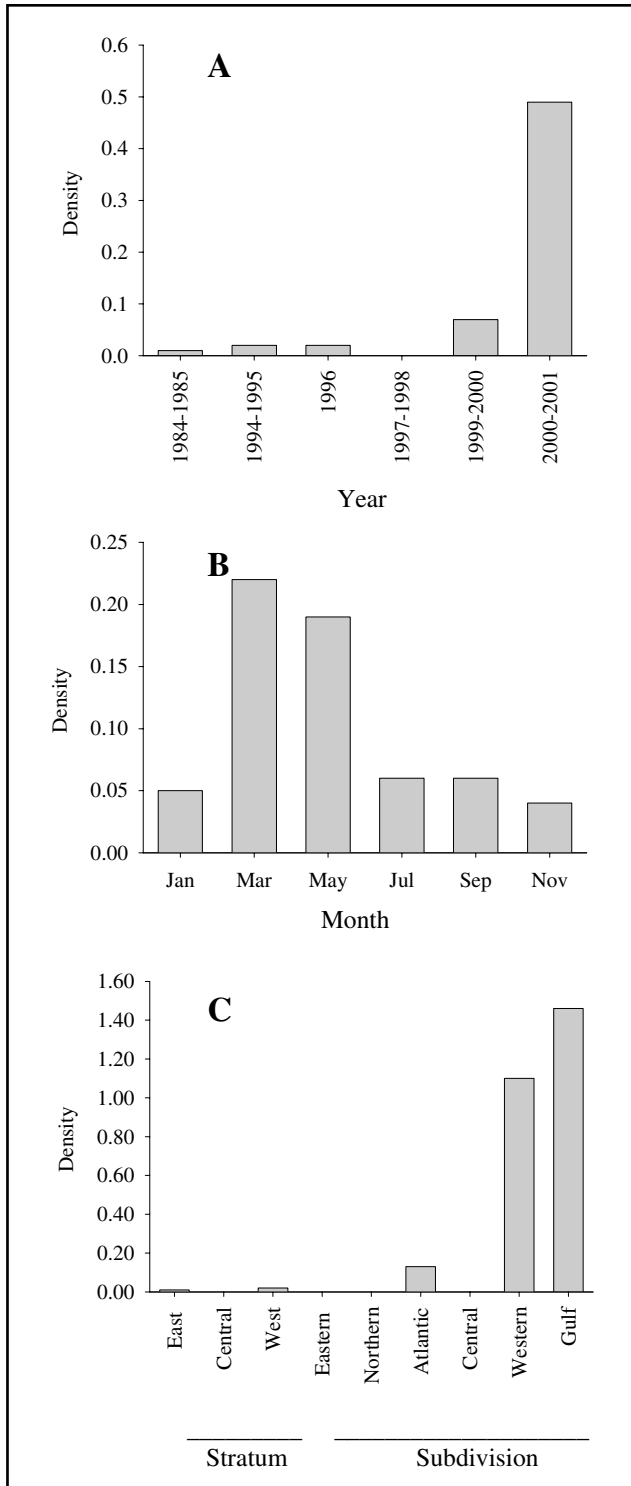 A
0.6
0.5
0.4
0.3
0.2
0.1
0.0
Density
1984-1985
1994-1995
1996
1997-1998
1999-2000
2000-2001
Year
B
0.25
0.20
0.15
0.10
0.05
0.00
Density
Jan Mar May Jul Sep Nov
Month
C
1.60
1.40
1.20
1.00
0.80
0.60
0.40
0.20
0.00
Density
East
Central
West
Eastern
Northern
Atlantic
Central
Western
Gulf
Stratum Subdivision